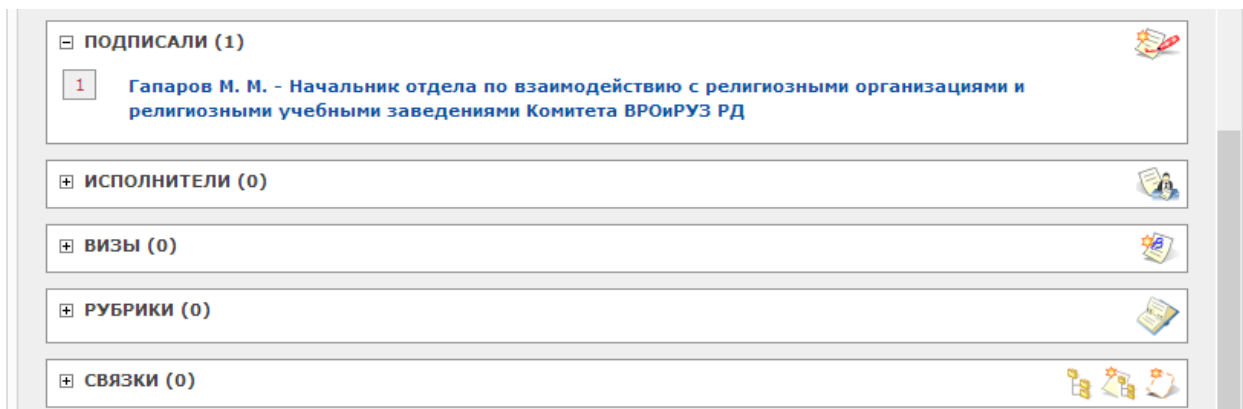 ПОДПИСАЛИ (1)
1 Гапаров М. М. - Начальник отдела по взаимодействию с религиозными организациями и
религиозными учебными заведениями Комитета ВРОиРУЗ РД
ИСПОЛНИТЕЛИ (0)
ВИЗЫ (0)
РУБРИКИ (0)
СВЯЗКИ (0)